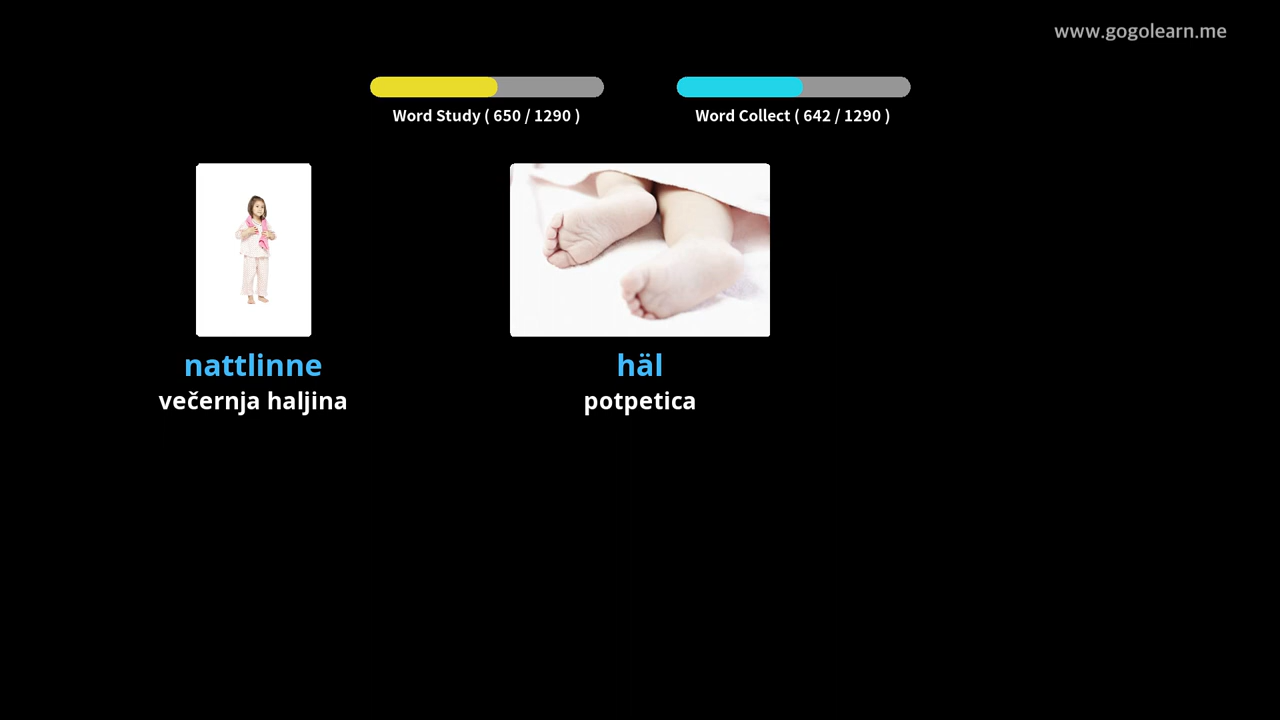 www.gogolearn.me
Word Study ( 650 / 1290 )
Word Collect ( 642 / 1290 )
nattlinne
večernja haljina
häl
potpetica